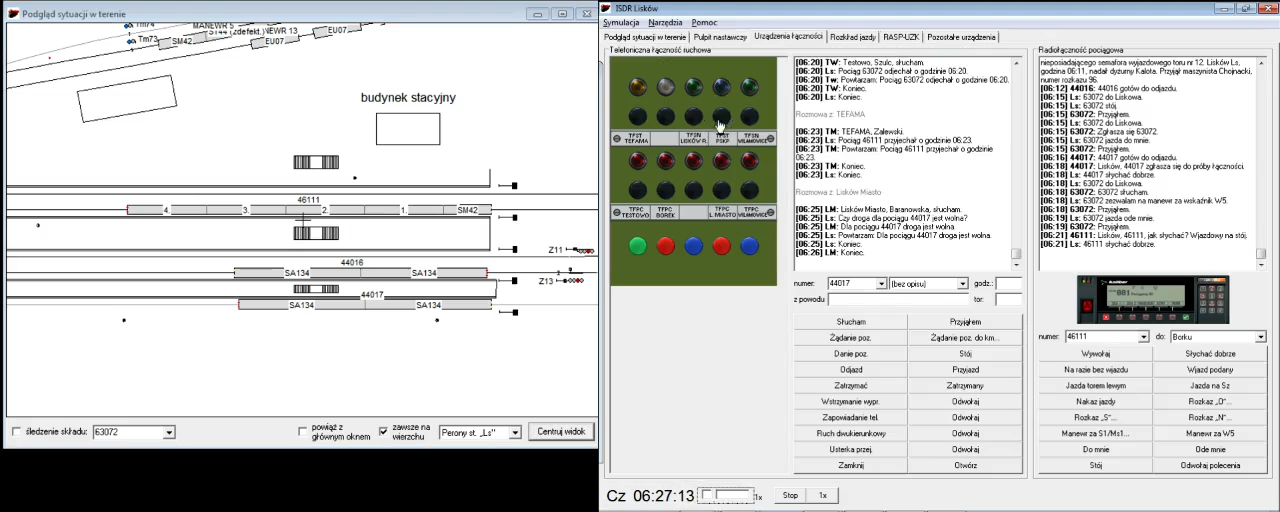 Podgląd sytuacji w terenie
Tm74
Tm73
MANEWR 5
SM42
ST44 (zdefekt.)
NEWR 13
EU07
EU07
budynek stacyjny
46111
4.
3.
2.
1.
SM42
Z11
44016
SA134
SA134
Z13
44017
SA134
SA134
śledzenie składu:
63072
powiąż z głównym oknem
zawsze na wierzchu
Perony st. „Ls"
Centruj widok
ISDR Lisków
Symulacja Narzędzia Pomoc
Podgląd sytuacji w terenie Pulpit nastawczy Urządzenia łączności Rozkład jazdy RASP-UZK Pozostałe urządzenia
Telefoniczna łączność ruchowa
TFST TEFAMA
TFSN LISKÓW R.
TFST PSKP
TFSN WILAMOWICE
TFPC TESTOWO
TFPC BOREK
TFPC L.MIASTO
TFPC WILAMOWICE
[06:20] TW: Testowo, Szulc, słucham.
[06:20] Ls: Pociąg 63072 odjechał o godzinie 06:20.
[06:20] Tw: Powtarzam: Pociąg 63072 odjechał o godzinie 06:20.
[06:20] TW: Koniec.
[06:20] Ls: Koniec.
Rozmowa z: TEFAMA
[06:23] TM: TEFAMA, Zalewski.
[06:23] Ls: Pociąg 46111 przyjechał o godzinie 06:23.
[06:23] TM: Powtarzam: Pociąg 46111 przyjechał o godzinie
06:23.
[06:23] TM: Koniec.
[06:23] Ls: Koniec.
Rozmowa z: Lisków Miasto
[06:25] LM: Lisków Miasto, Baranowska, słucham.
[06:25] Ls: Czy droga dla pociągu 44017 jest wolna?
[06:26] LM: Dla pociągu 44017 droga jest wolna.
[06:25] Ls: Powtarzam: Dla pociągu 44017 droga jest wolna.
[06:25] Ls: Koniec.
[06:26] LM: Koniec.
numer: 44017 (bez opisu) godz.:
z powodu tor:
Słucham Przyjąłem
Żądanie poz. Żądanie poz. do km...
Danie poz. Stój
Odjazd Przyjazd
Zatrzymać Zatrzymany
Wstrzymanie wypr. Odwołaj
Zapowiadanie tel. Odwołaj
Ruch dwukierunkowy Odwołaj
Usterka przej. Odwołaj
Zamknij Otwórz
Radiołączność pociągowa
nieposiadającego semafora wyjazdowego toru nr 12. Lisków Ls,
godzina 06:11, nadał dyżurny Kalota. Przyjął maszynista Chojnacki,
numer rozkazu 96.
[06:12] 44016: 44016 gotów do odjazdu.
[06:15] Ls: 63072 do Liskowa.
[06:15] Ls: 63072 stój.
[06:15] 63072: Przyjąłem.
[06:15] Ls: 63072 do Liskowa.
[06:15] 63072: Zgłasza się 63072.
[06:15] Ls: 63072 jazda do mnie.
[06:15] 63072: Przyjąłem.
[06:16] 44017: 44017 gotów do odjazdu.
[06:18] 44017: Lisków, 44017 zgłasza się do próby łączności.
[06:18] Ls: 44017 słychać dobrze.
[06:18] Ls: 63072 do Liskowa.
[06:18] 63072: 63072 słucham.
[06:18] Ls: 63072 zezwalam na manewr za wskaźnik W5.
[06:18] 63072: Przyjąłem.
[06:19] Ls: 63072 jazda ode mnie.
[06:19] 63072: Przyjąłem.
[06:21] 46111: Lisków, 46111, jak słychać? Wyjazdowy na stój.
[06:21] Ls: 46111 słychać dobrze.
numer: 46111 do: Borku
Wywołaj Słychać dobrze
Na razie bez wjazdu Wjazd podany
Jazda torem lewym Jazda na Sz
Nakaz jazdy Rozkaz „O"...
Rozkaz „S"... Rozkaz „N"...
Manewr za S1/Ms1... Manewr za W5
Do mnie Ode mnie
Stój Odwołaj polecenia
Cz 06:27:13
1x
Stop
1x